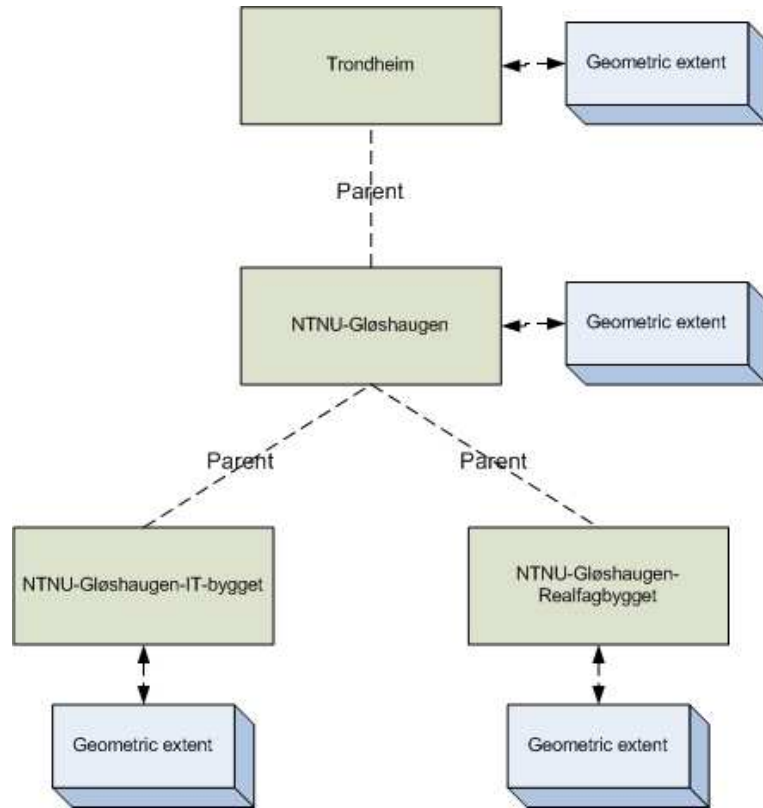 Trondheim
Geometric extent
Parent
NTNU-Gløshaugen
Geometric extent
Parent
Parent
NTNU-Gløshaugen-IT-bygget
NTNU-Gløshaugen-
Realfagbygget
Geometric extent
Geometric extent